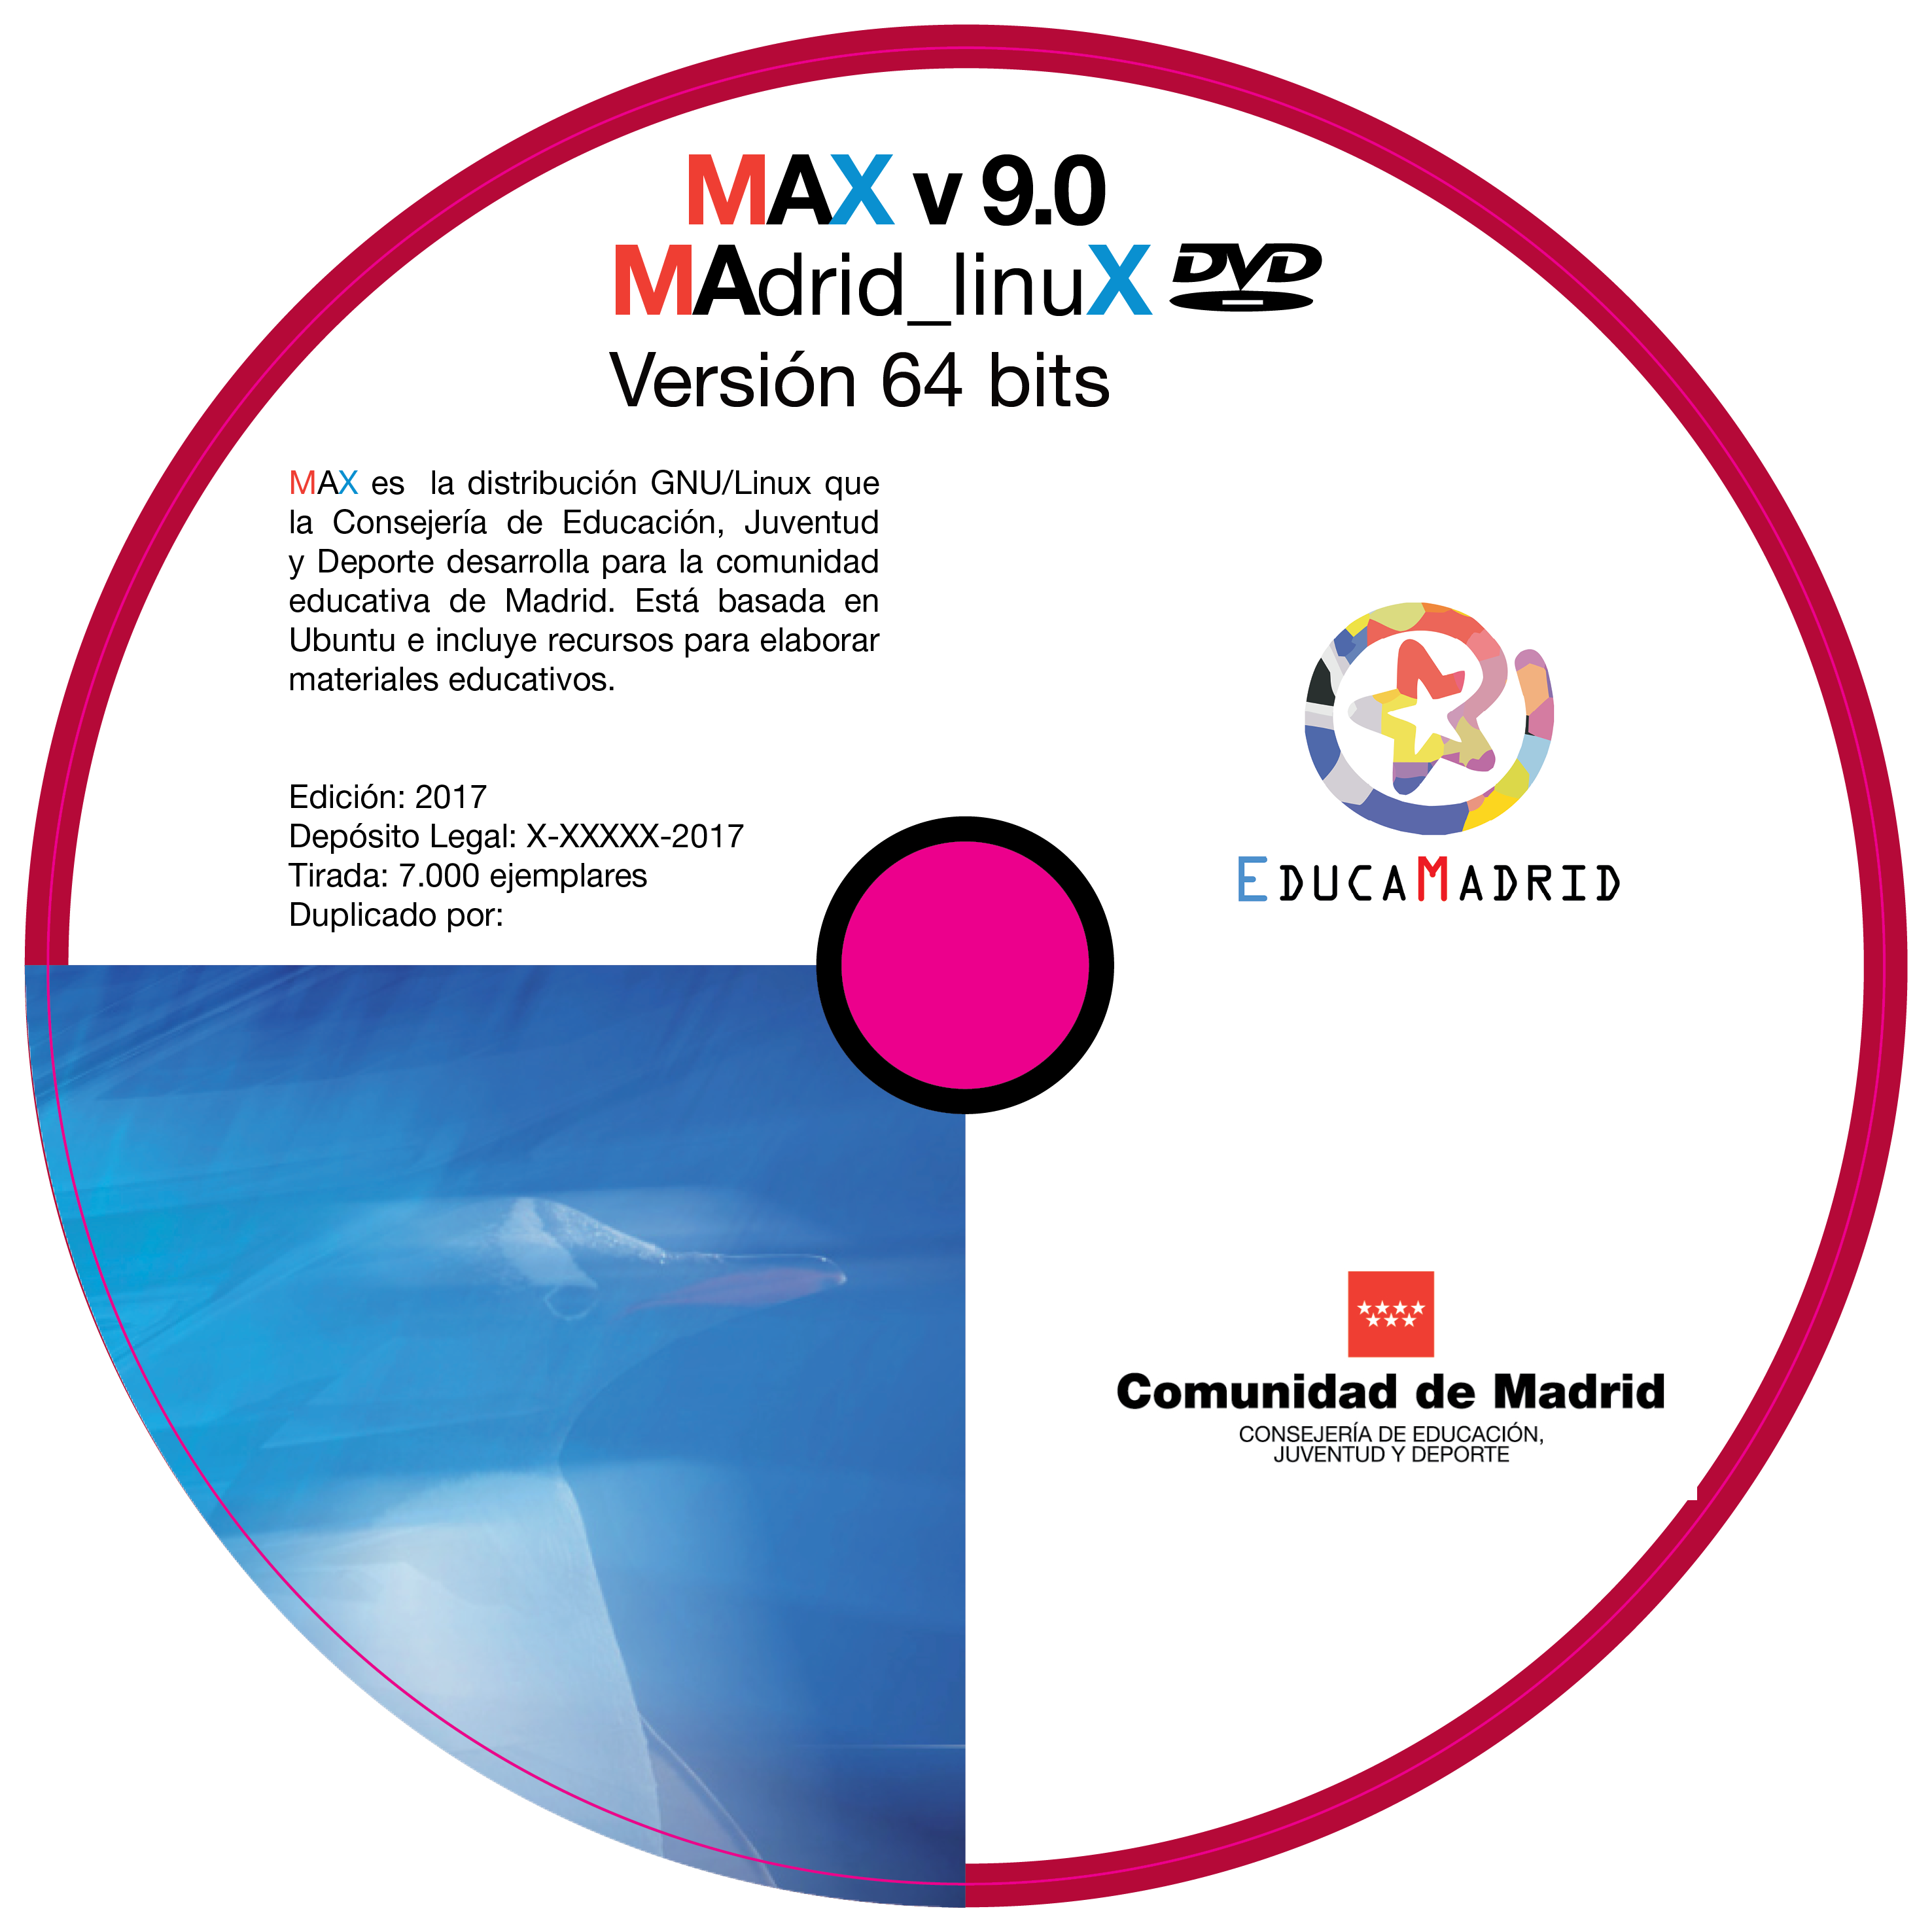 MAX v 9.0
MAdrid_linuX DVD
Versión 64 bits
MAX es la distribución GNU/Linux que
la Consejería de Educación, Juventud
y Deporte desarrolla para la comunidad
educativa de Madrid. Está basada en
Ubuntu e incluye recursos para elaborar
materiales educativos.
Edición: 2017
Depósito Legal: X-XXXXX-2017
Tirada: 7.000 ejemplares
Duplicado por:
EDUCAMADRID
Comunidad de Madrid
CONSEJERÍA DE EDUCACIÓN,
JUVENTUD Y DEPORTE